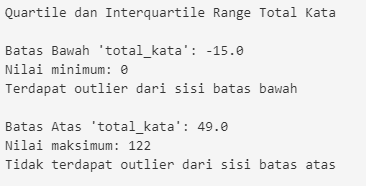 Quartile dan Interquartile Range Total Kata
Batas Bawah 'total_kata': -15.0
Nilai minimum: 0
Terdapat outlier dari sisi batas bawah
Batas Atas 'total_kata': 49.0
Nilai maksimum: 122
Tidak terdapat outlier dari sisi batas atas